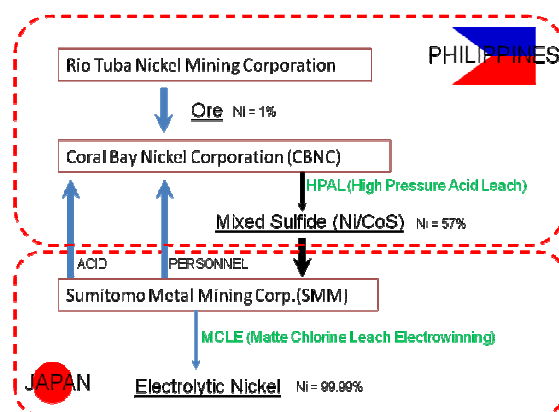 PHILIPPINES
Rio Tuba Nickel Mining Corporation
Ore Ni = 1%
Coral Bay Nickel Corporation (CBNC)
HPAL (High Pressure Acid Leach)
Mixed Sulfide (Ni/CoS) Ni = 57%
ACID PERSONNEL
Sumitomo Metal Mining Corp.(SMM)
MCLE (Matte Chlorine Leach Electrowinning)
JAPAN
Electrolytic Nickel Ni = 99.99%